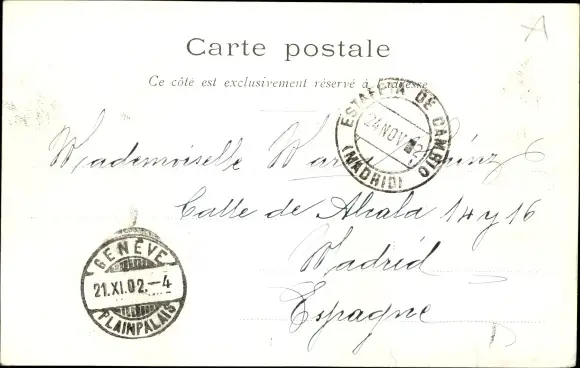 Carte postale
Ce côté est exclusivement réservé à l'adresse
ESTAFETA DE CAMBIO
24 NOV
(MADRID)
Mademoiselle
Calle de Alcala 14 y 16
Madrid
Espagne
GENÈVE
21.XI.02.-4
PLAINPALAIS
A